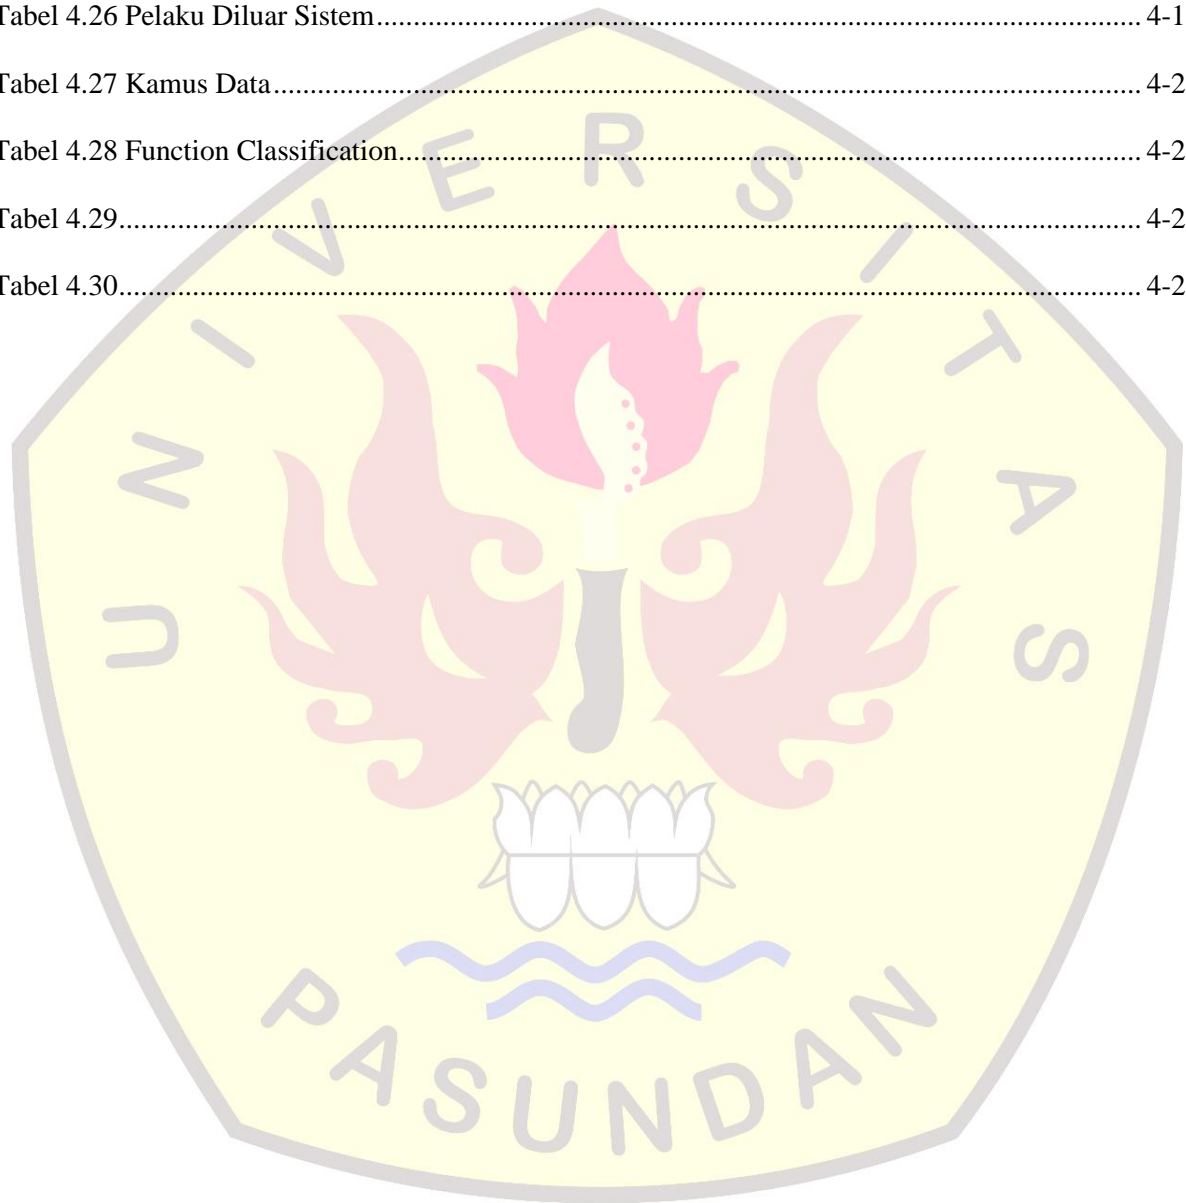 Tabel 4.26 Pelaku Diluar Sistem........................ 4-1
Tabel 4.27 Kamus Data........................ 4-2
Tabel 4.28 Function Classification........................ 4-2
Tabel 4.29........................ 4-2
Tabel 4.30........................ 4-2
UNIVERSITAS
PASUNDAN